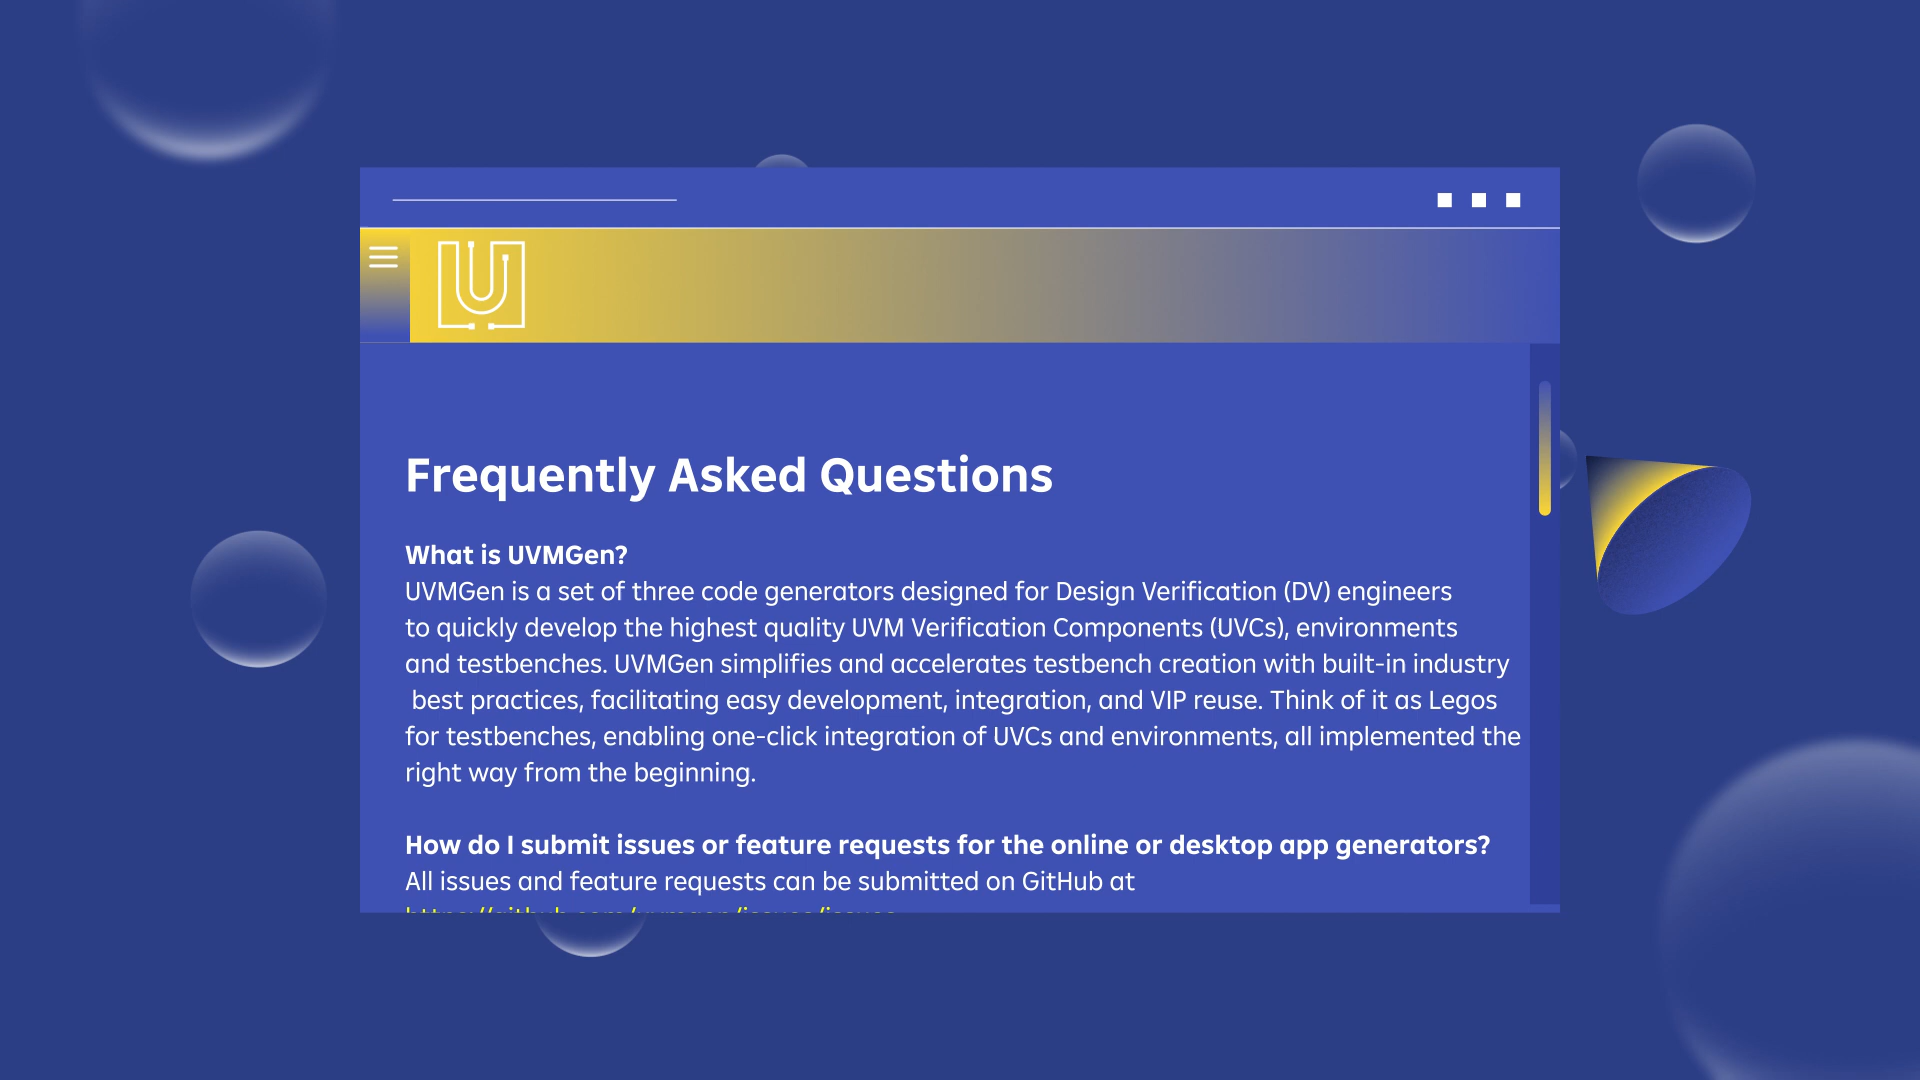 U
Frequently Asked Questions
What is UVMGen?
UVMGen is a set of three code generators designed for Design Verification (DV) engineers
to quickly develop the highest quality UVM Verification Components (UVCs), environments
and testbenches. UVMGen simplifies and accelerates testbench creation with built-in industry
best practices, facilitating easy development, integration, and VIP reuse. Think of it as Legos
for testbenches, enabling one-click integration of UVCs and environments, all implemented the
right way from the beginning.
How do I submit issues or feature requests for the online or desktop app generators?
All issues and feature requests can be submitted on GitHub at